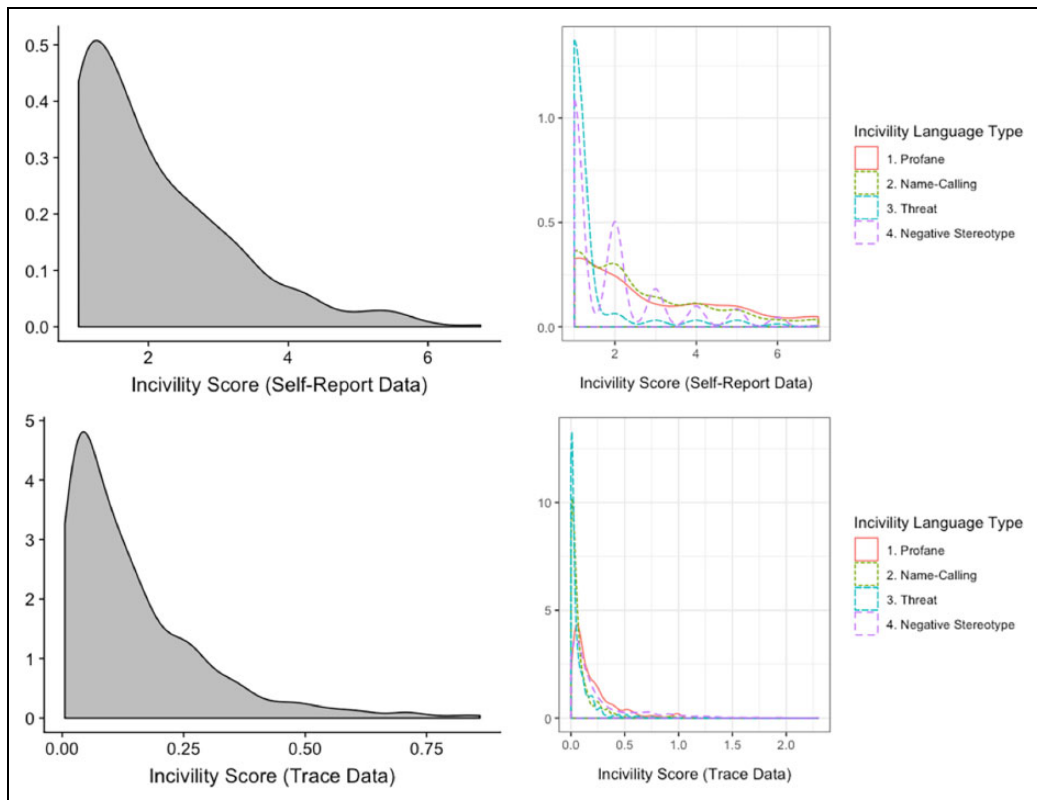 0.5
0.4
0.3
0.2
0.1
0.0
2 4 6
Incivility Score (Self-Report Data)
1.0
0.5
0.0
2 4 6
Incivility Score (Self-Report Data)
Incivility Language Type
1. Profane
2. Name-Calling
3. Threat
4. Negative Stereotype
5
4
3
2
1
0
0.00 0.25 0.50 0.75
Incivility Score (Trace Data)
10
5
0
0.0 0.5 1.0 1.5 2.0
Incivility Score (Trace Data)
Incivility Language Type
1. Profane
2. Name-Calling
3. Threat
4. Negative Stereotype